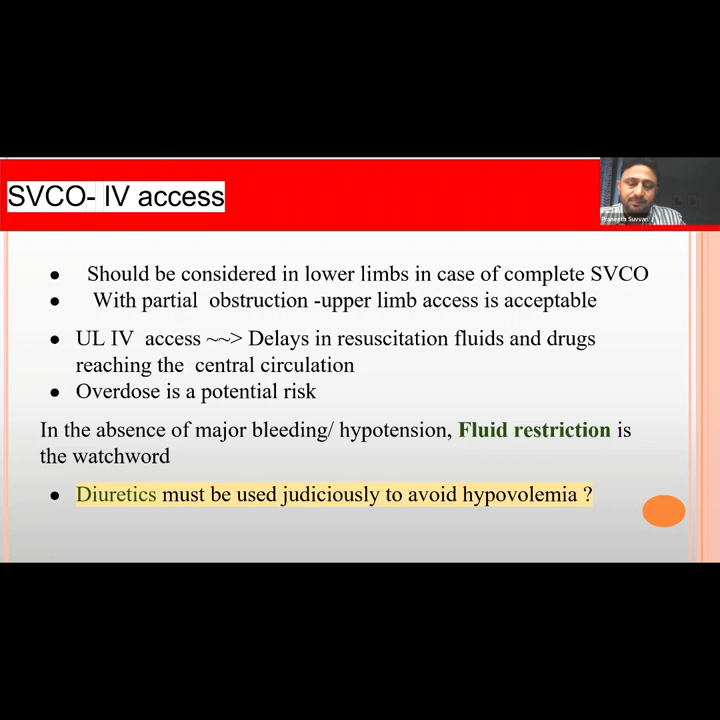 SVCO- IV access
Praneeth Suvvari
● Should be considered in lower limbs in case of complete SVCO
● With partial obstruction -upper limb access is acceptable
● UL IV access ~~> Delays in resuscitation fluids and drugs
reaching the central circulation
● Overdose is a potential risk
In the absence of major bleeding/ hypotension, Fluid restriction is
the watchword
● Diuretics must be used judiciously to avoid hypovolemia ?